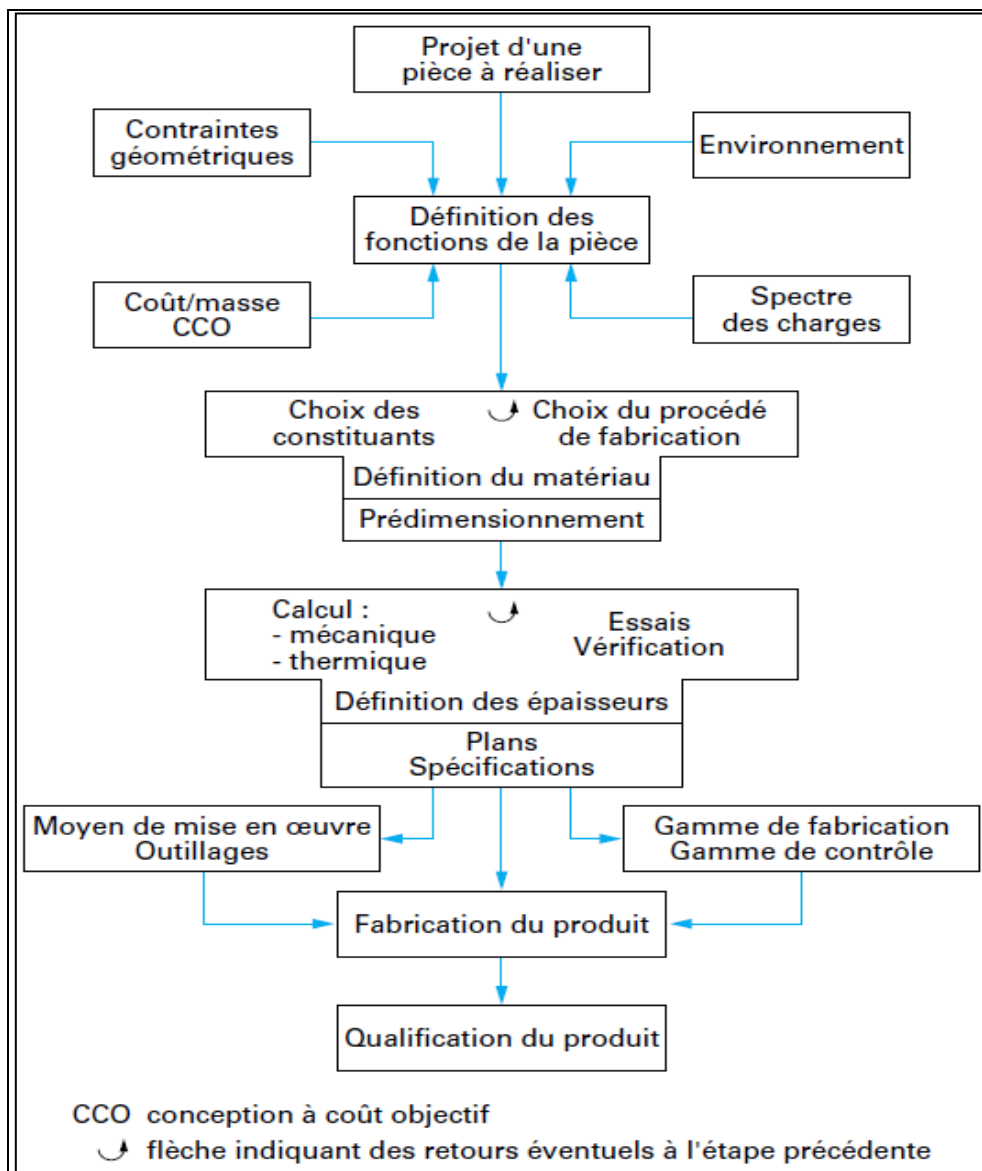 Projet d'une
pièce à réaliser
Contraintes
géométriques
Environnement
Définition des
fonctions de la pièce
Coût/masse
CCO
Spectre
des charges
Choix des
constituants
Choix du procédé
de fabrication
Définition du matériau
Prédimensionnement
Calcul :
- mécanique
- thermique
Essais
Vérification
Définition des épaisseurs
Plans
Spécifications
Moyen de mise en œuvre
Outillages
Gamme de fabrication
Gamme de contrôle
Fabrication du produit
Qualification du produit
CCO conception à coût objectif
flèche indiquant des retours éventuels à l'étape précédente